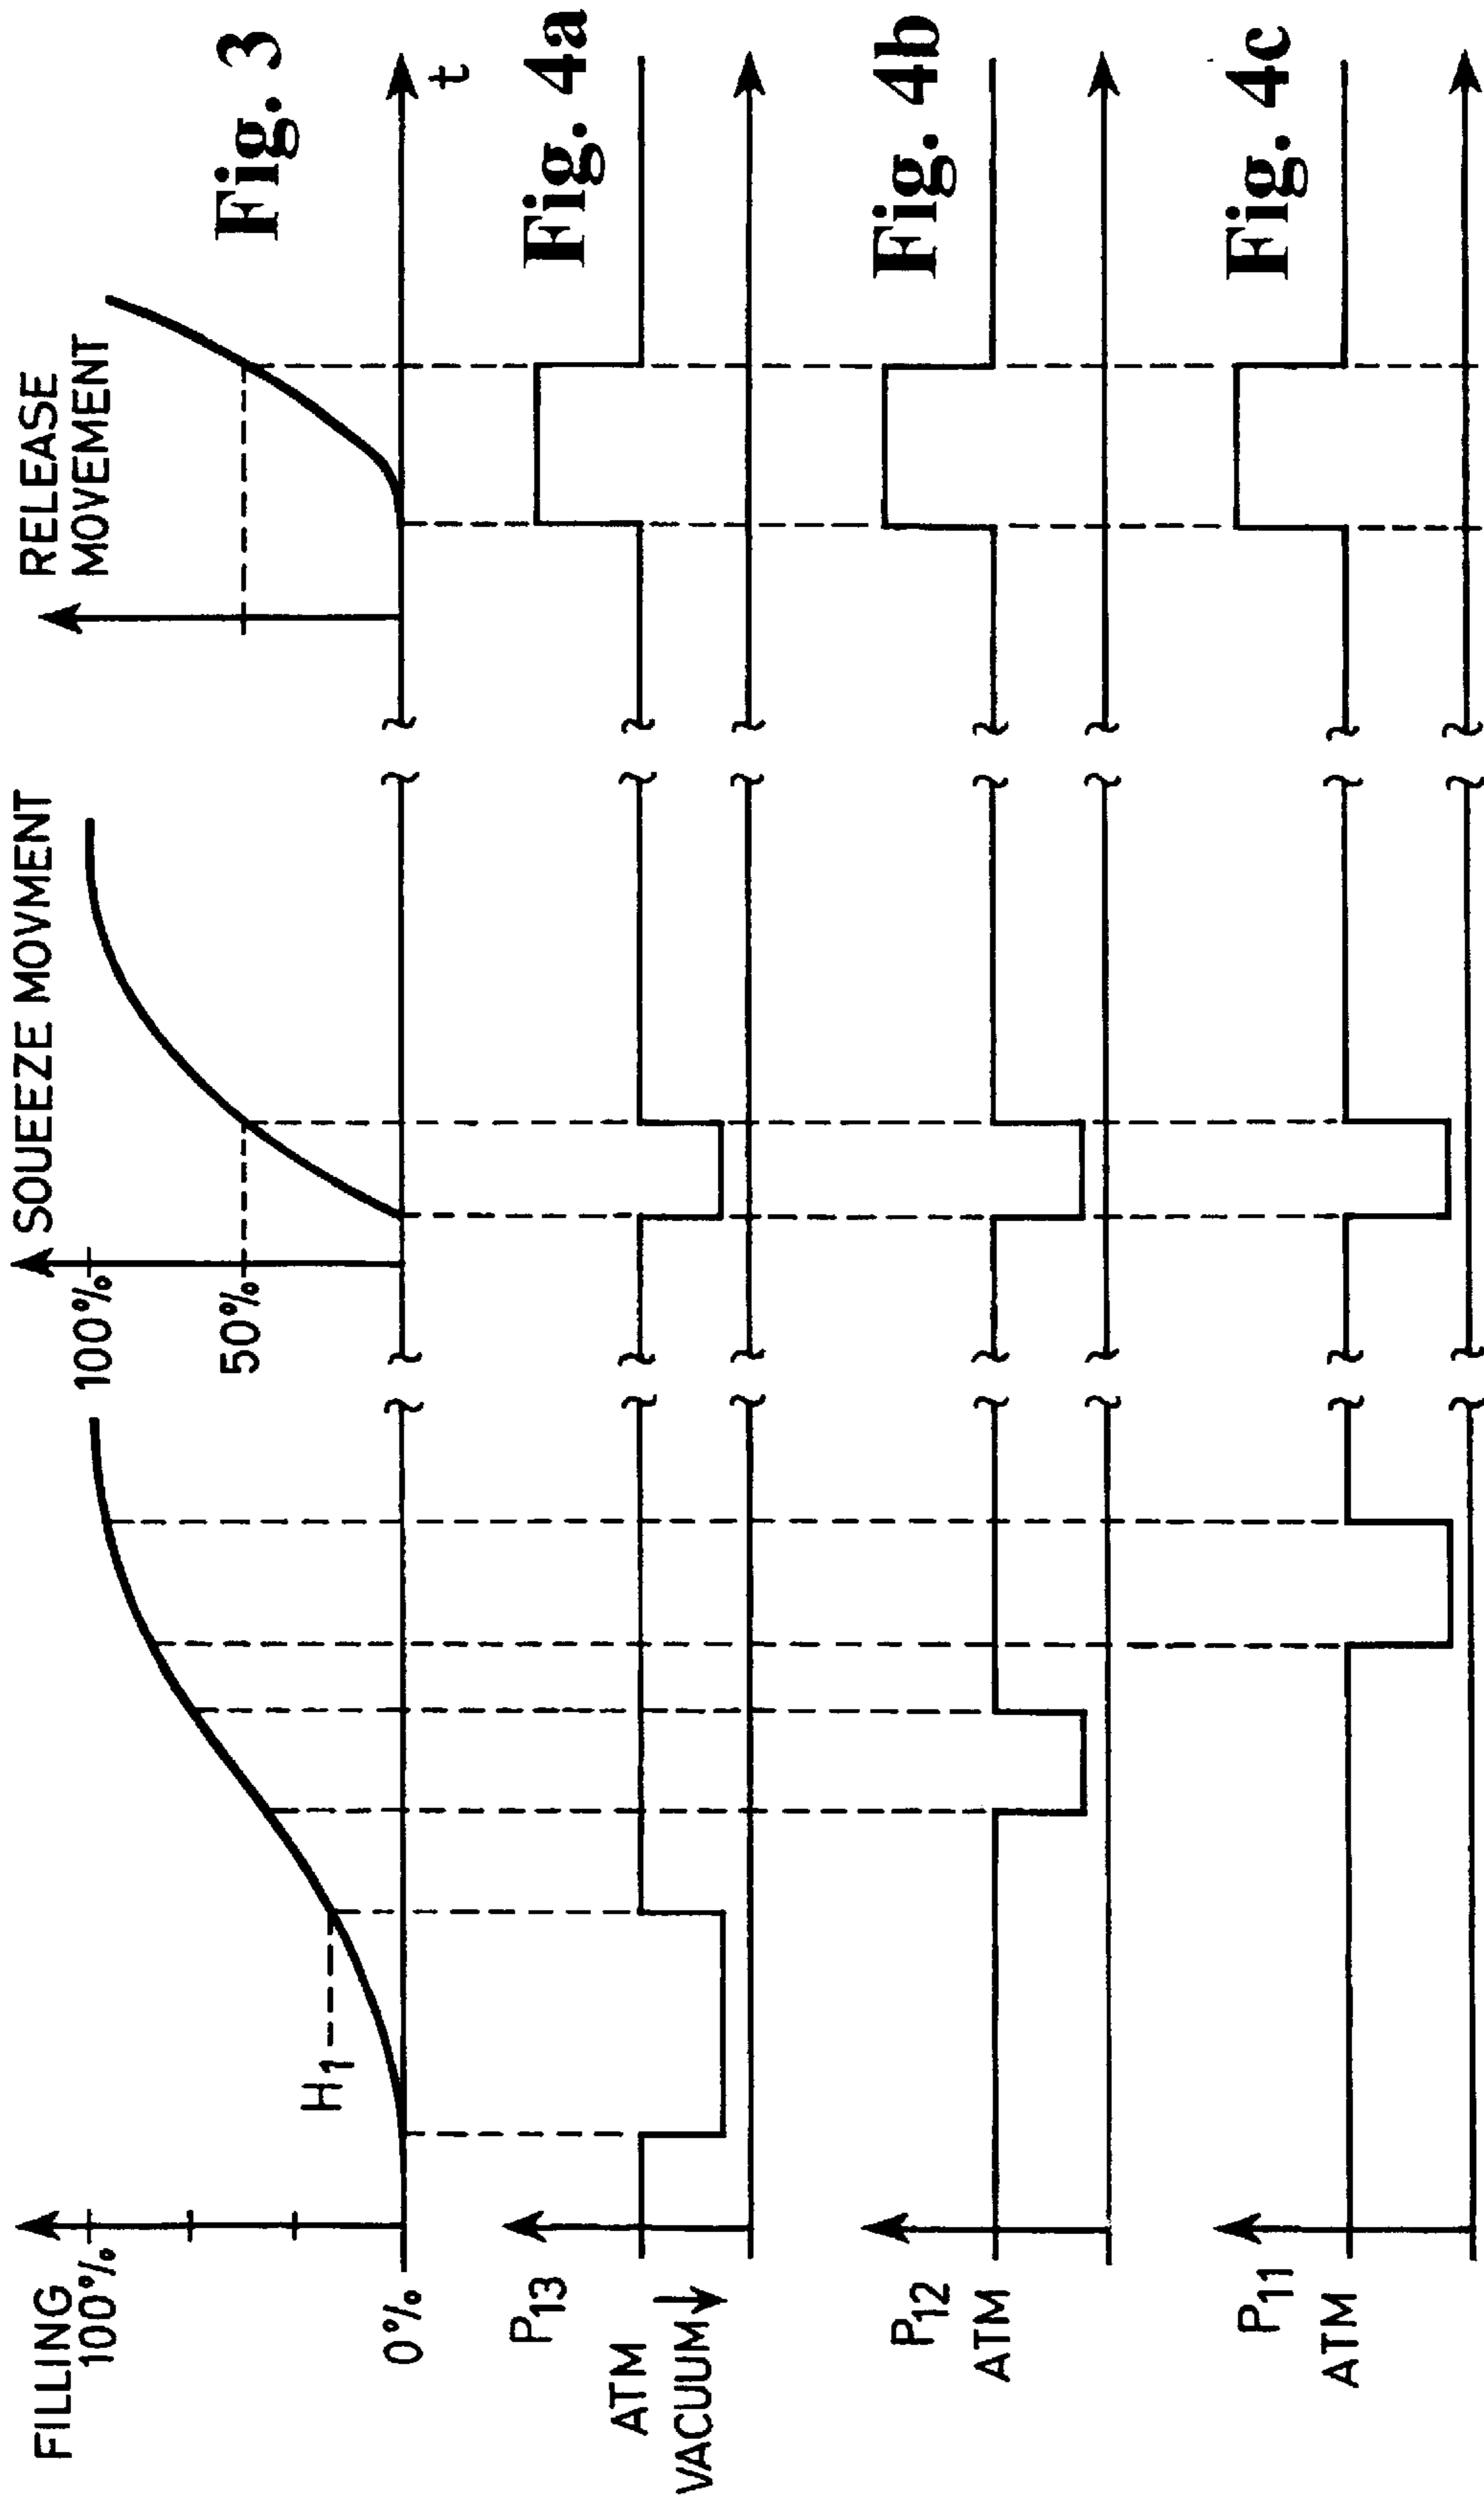 FILLING
100%
0%
H1
SQUEEZE MOVMENT
100%
50%
RELEASE
MOVEMENT
t
Fig. 3
P13
ATM
VACUUM
Fig. 4a
P12
ATM
Fig. 4b
P11
ATM
Fig. 4c